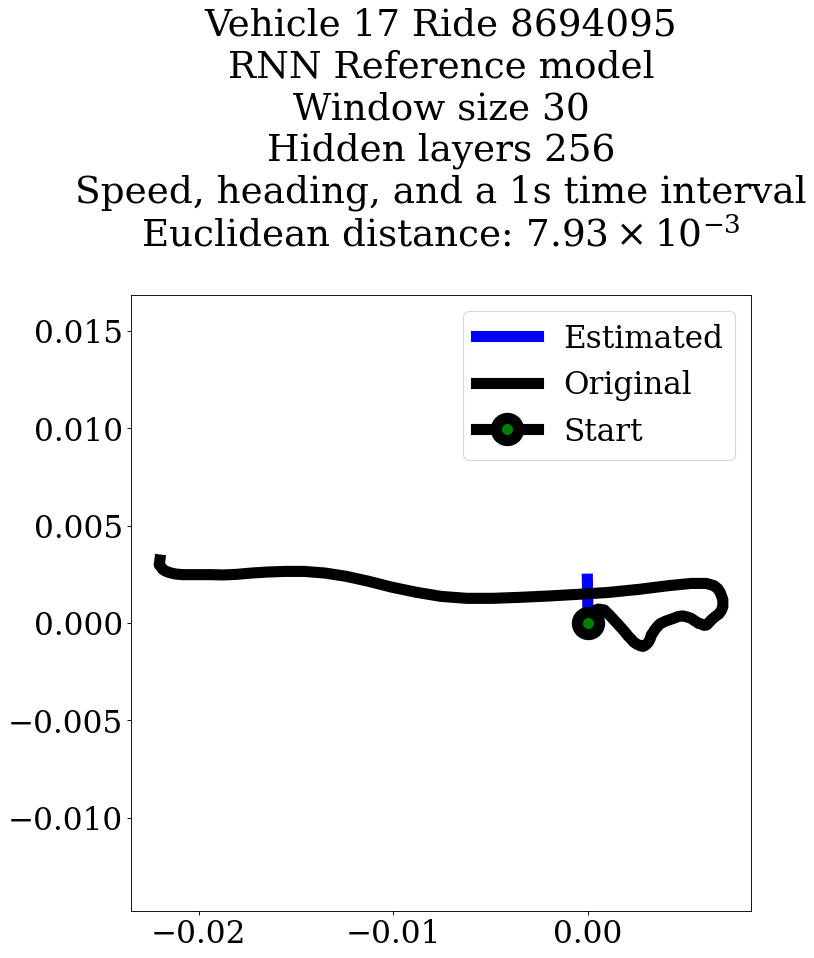 Vehicle 17 Ride 8694095
RNN Reference model
Window size 30
Hidden layers 256
Speed, heading, and a 1s time interval
Euclidean distance: 7.93 × 10⁻³
Estimated
Original
Start
0.015
0.010
0.005
0.000
−0.005
−0.010
−0.02
−0.01
0.00